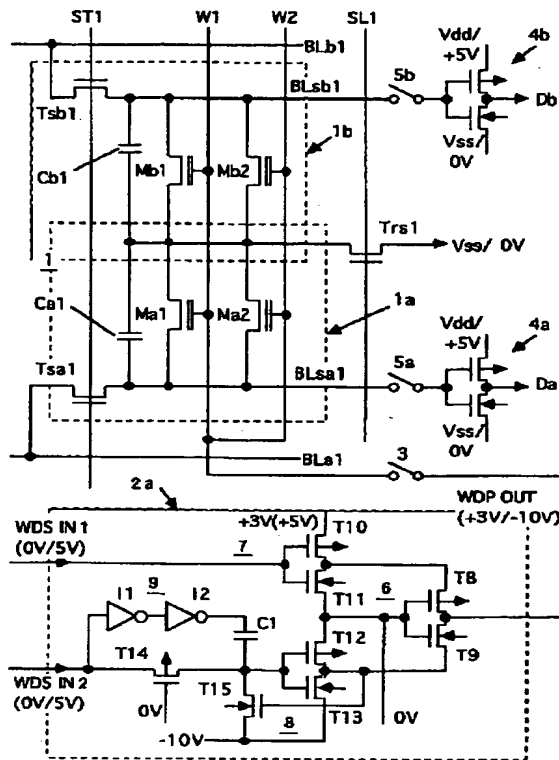 ST1 W1 W2 SL1
BLb1
Vdd/
+5V
4b
5b
BLsb1
Db
Tsb1
1b
Vss/
0V
Cb1
Mb1
Mb2
Trs1
Vss/ 0V
1
Ca1
Ma1
Ma2
1a
Vdd/
+5V
4a
5a
Tsa1
BLsa1
Da
Vss/
0V
BLa1
3
2a
WDP OUT
(+3V/-10V)
WDS IN1
(0V/5V)
+3V(+5V)
T10
7
T8
I1
9
I2
T11
6
C1
T12
T9
T14
WDS IN2
(0V/5V)
T15
T13
0V
8
0V
-10V